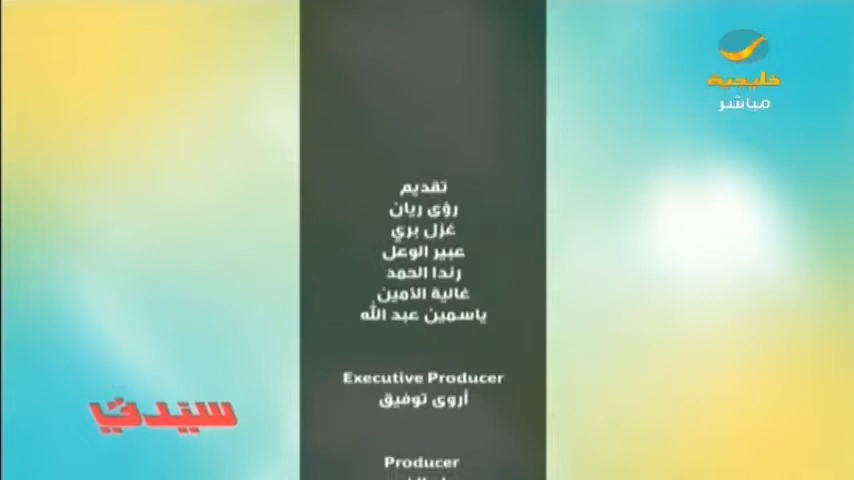 خليجية
مباشر
تقديم
رؤى ريان
غزل بري
عبير الوعل
رندا الحمد
غالية الأمين
ياسمين عبد الله
Executive Producer
أروى توفيق
سيدتي
Producer